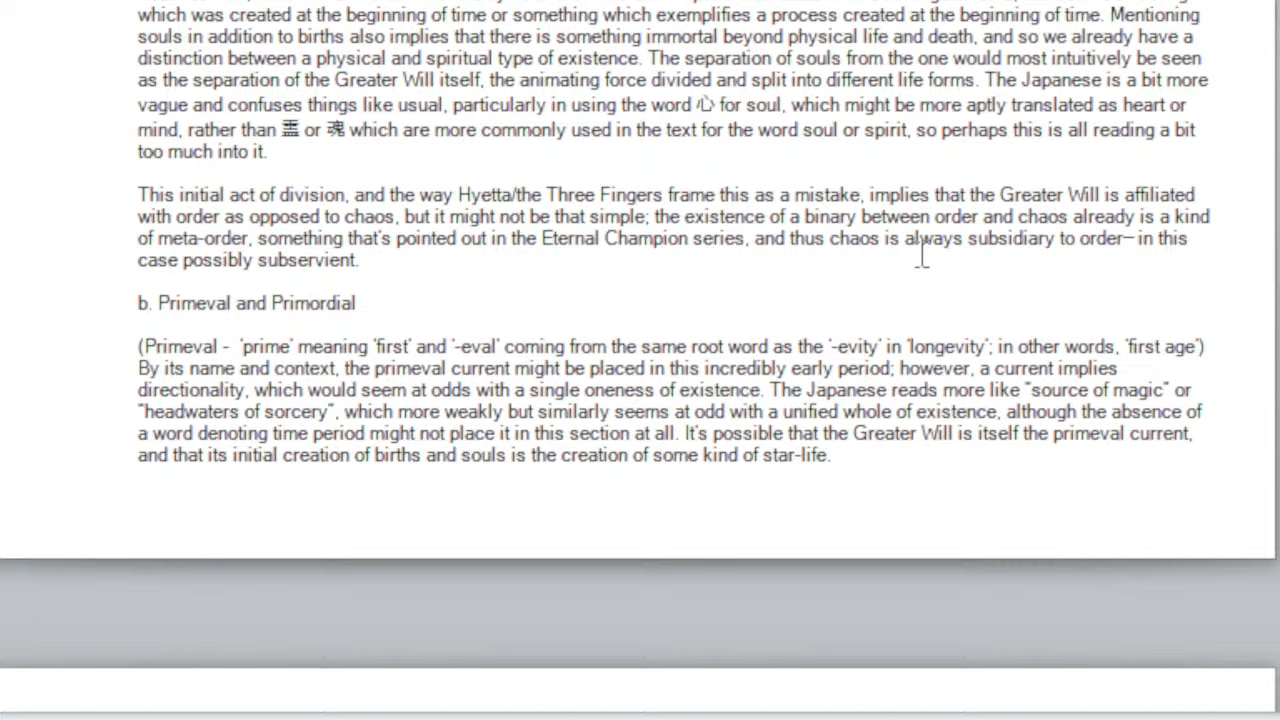 which was created at the beginning of time or something which exemplifies a process created at the beginning of time. Mentioning
souls in addition to births also implies that there is something immortal beyond physical life and death, and so we already have a
distinction between a physical and spiritual type of existence. The separation of souls from the one would most intuitively be seen
as the separation of the Greater Will itself, the animating force divided and split into different life forms. The Japanese is a bit more
vague and confuses things like usual, particularly in using the word 心 for soul, which might be more aptly translated as heart or
mind, rather than or 魂 which are more commonly used in the text for the word soul or spirit, so perhaps this is all reading a bit
too much into it.
This initial act of division, and the way Hyetta/the Three Fingers frame this as a mistake, implies that the Greater Will is affiliated
with order as opposed to chaos, but it might not be that simple; the existence of a binary between order and chaos already is a kind
of meta-order, something that's pointed out in the Eternal Champion series, and thus chaos is always subsidiary to order– in this
case possibly subservient.
b. Primeval and Primordial
(Primeval - 'prime' meaning 'first' and '-eval' coming from the same root word as the '-evity' in 'longevity'; in other words, 'first age')
By its name and context, the primeval current might be placed in this incredibly early period; however, a current implies
directionality, which would seem at odds with a single oneness of existence. The Japanese reads more like "source of magic" or
"headwaters of sorcery", which more weakly but similarly seems at odd with a unified whole of existence, although the absence of
a word denoting time period might not place it in this section at all. It's possible that the Greater Will is itself the primeval current,
and that its initial creation of births and souls is the creation of some kind of star-life.